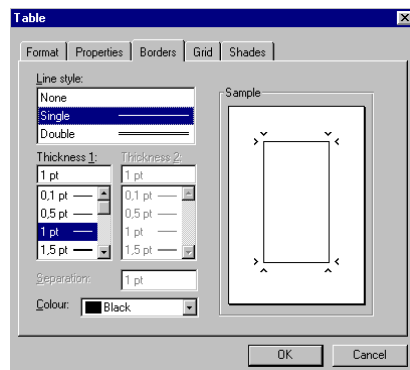 Table
Format Properties Borders Grid Shades
Line style:
None
Single
Double
Sample
Thickness 1: Thickness 2:
1 pt 1 pt
0,1 pt 0,1 pt
0,5 pt 0,5 pt
1 pt 1 pt
1,5 pt 1,5 pt
Separation: 1 pt
Colour: Black
OK Cancel